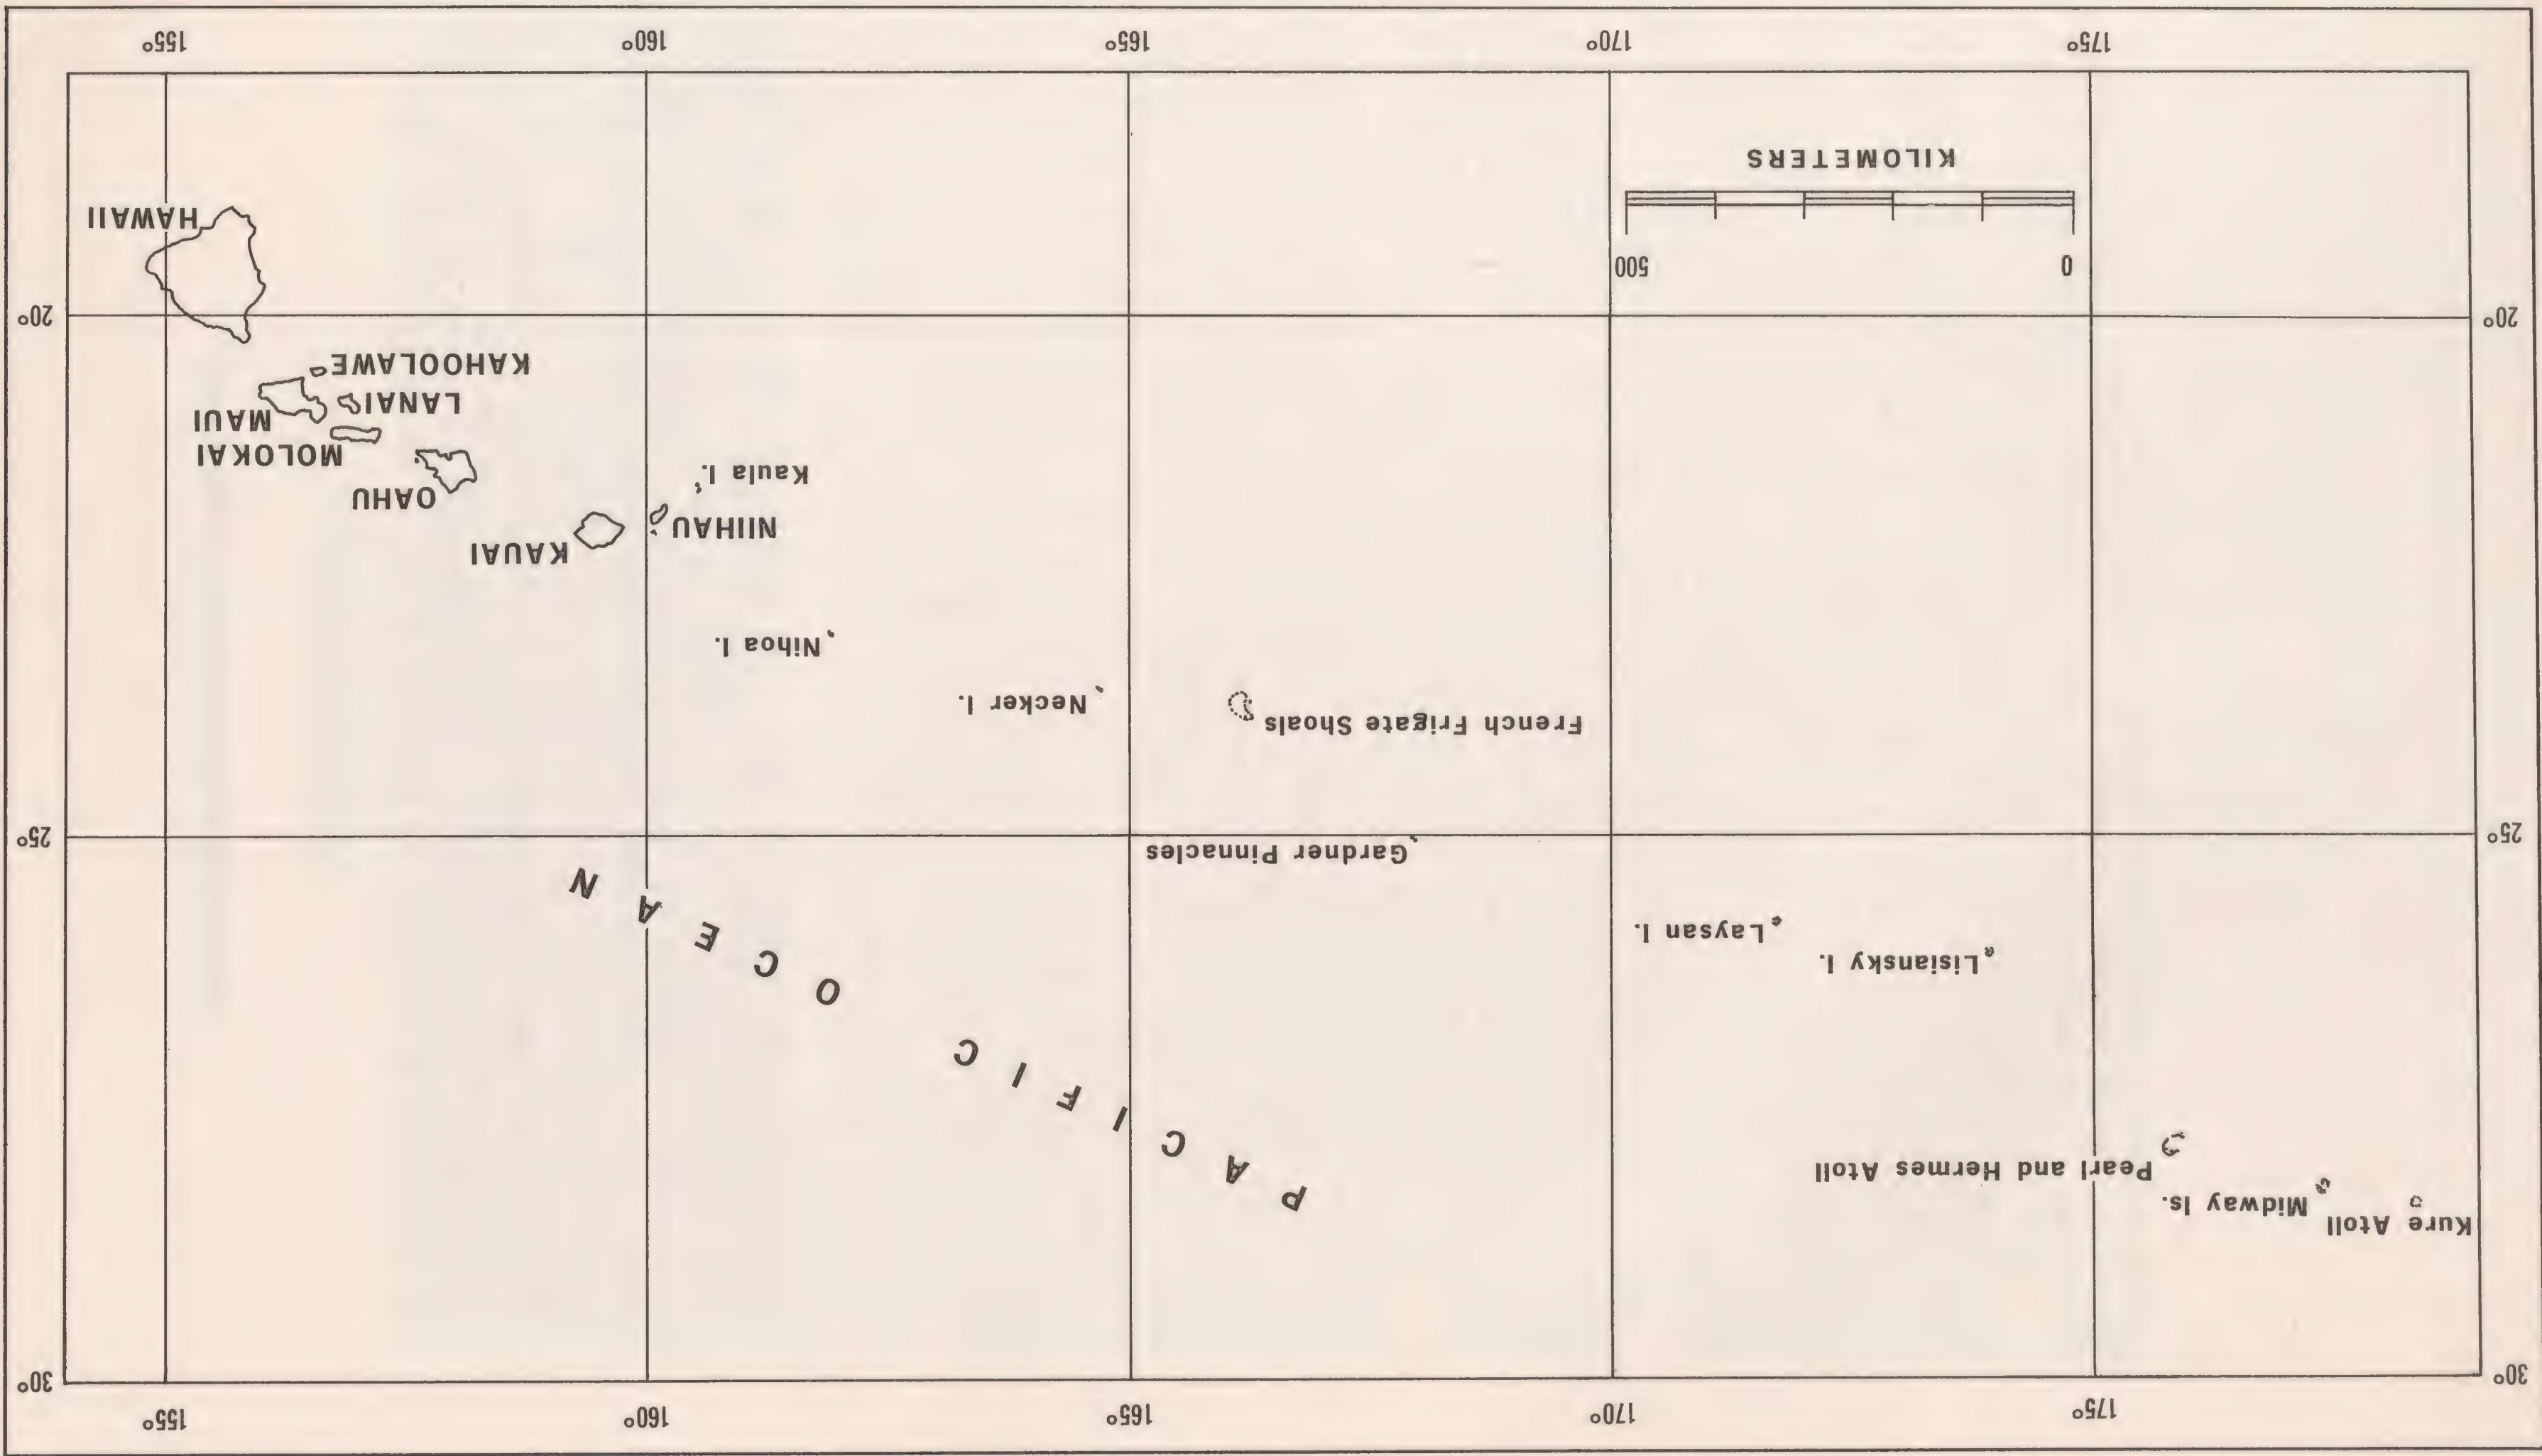 175° 170° 165° 160° 155°
30° 30°
Kure Atoll
Midway Is.
Pearl and Hermes Atoll
PACIFIC OCEAN
Lisiansky I.
Laysan I.
Gardner Pinnacles
25° 25°
French Frigate Shoals
Necker I.
Nihoa I.
KAUAI
NIIHAU
Kaula I.
OAHU
MOLOKAI
MAUI
LANAI
KAHOOLAWE
20° 20°
0 500
HAWAII
KILOMETERS
175° 170° 165° 160° 155°